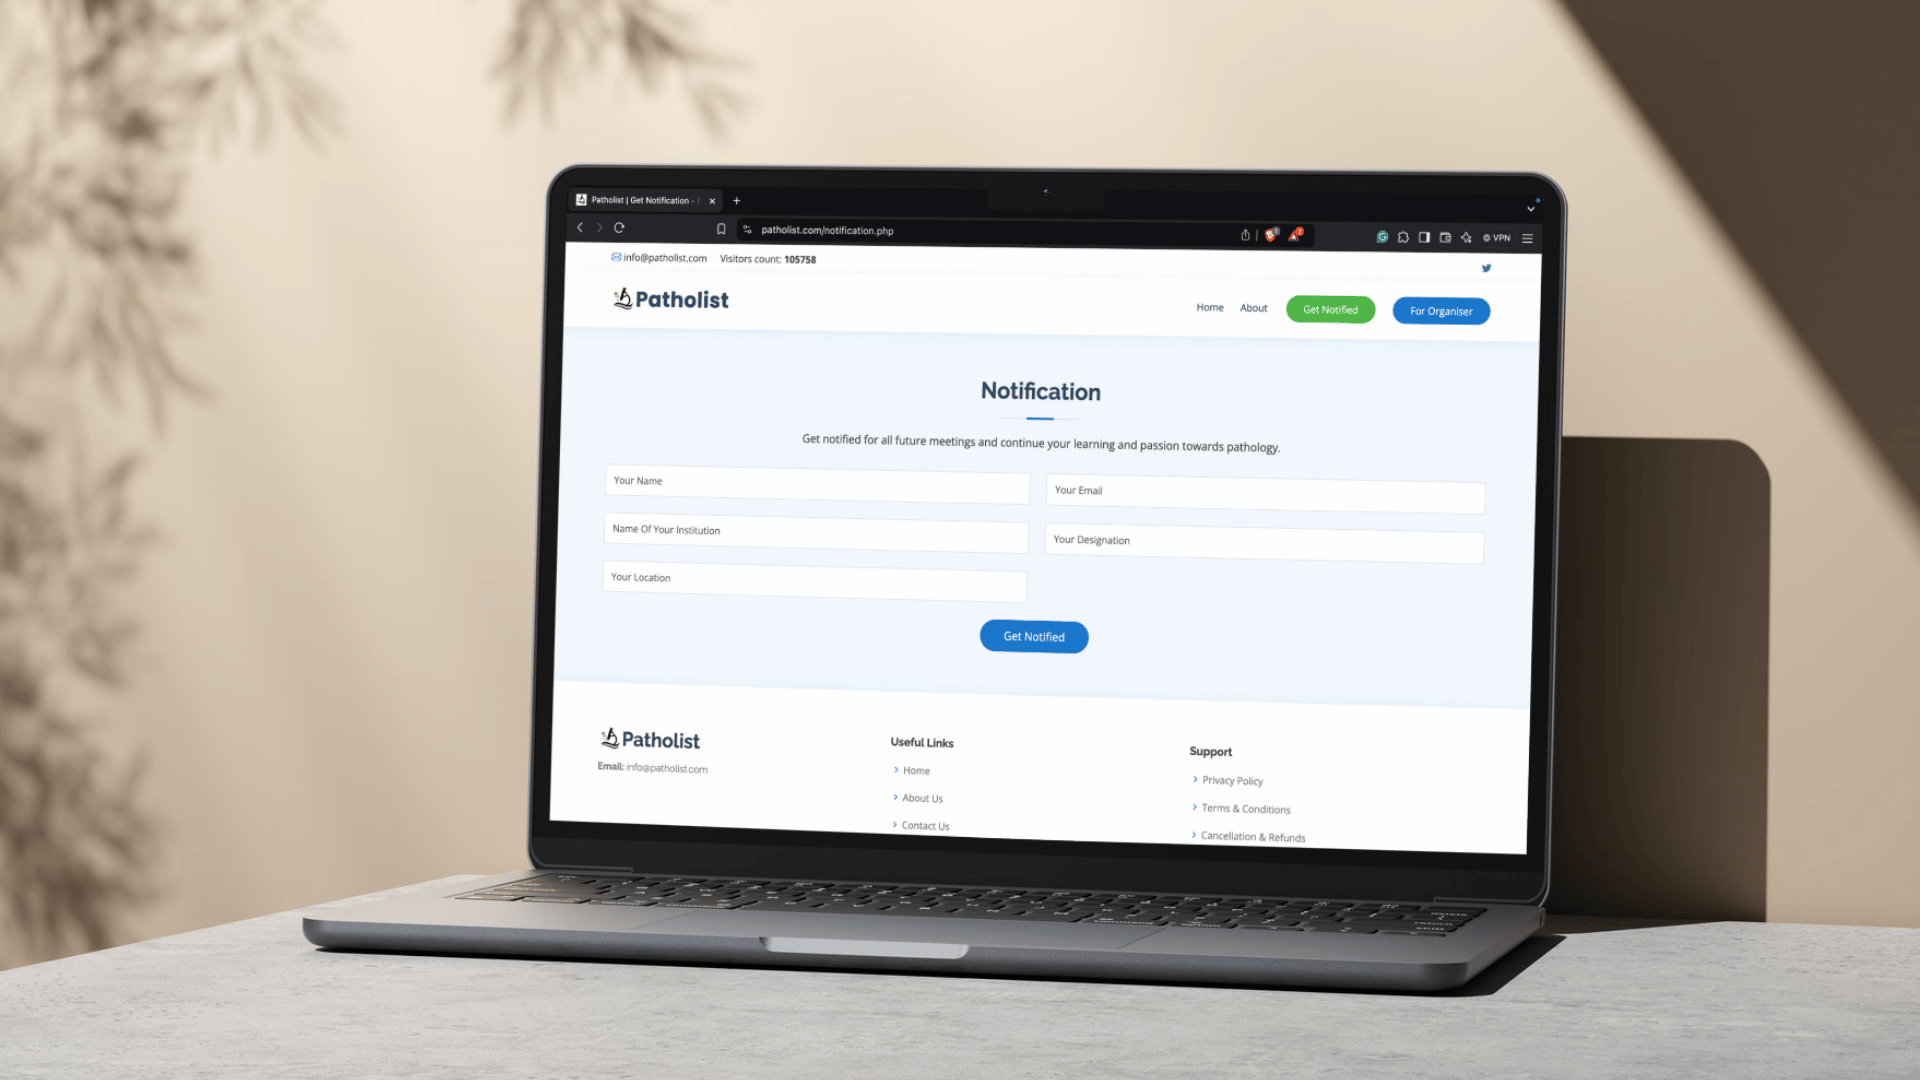 Patholist | Get Notification -
patholist.com/notification.php
VPN
info@patholist.com Visitors count: 105758
Patholist
Home About Get Notified For Organiser
Notification
Get notified for all future meetings and continue your learning and passion towards pathology.
Your Name Your Email
Name Of Your Institution Your Designation
Your Location
Get Notified
Patholist
Email: info@patholist.com
Useful Links
Home
About Us
Contact Us
Support
Privacy Policy
Terms & Conditions
Cancellation & Refunds